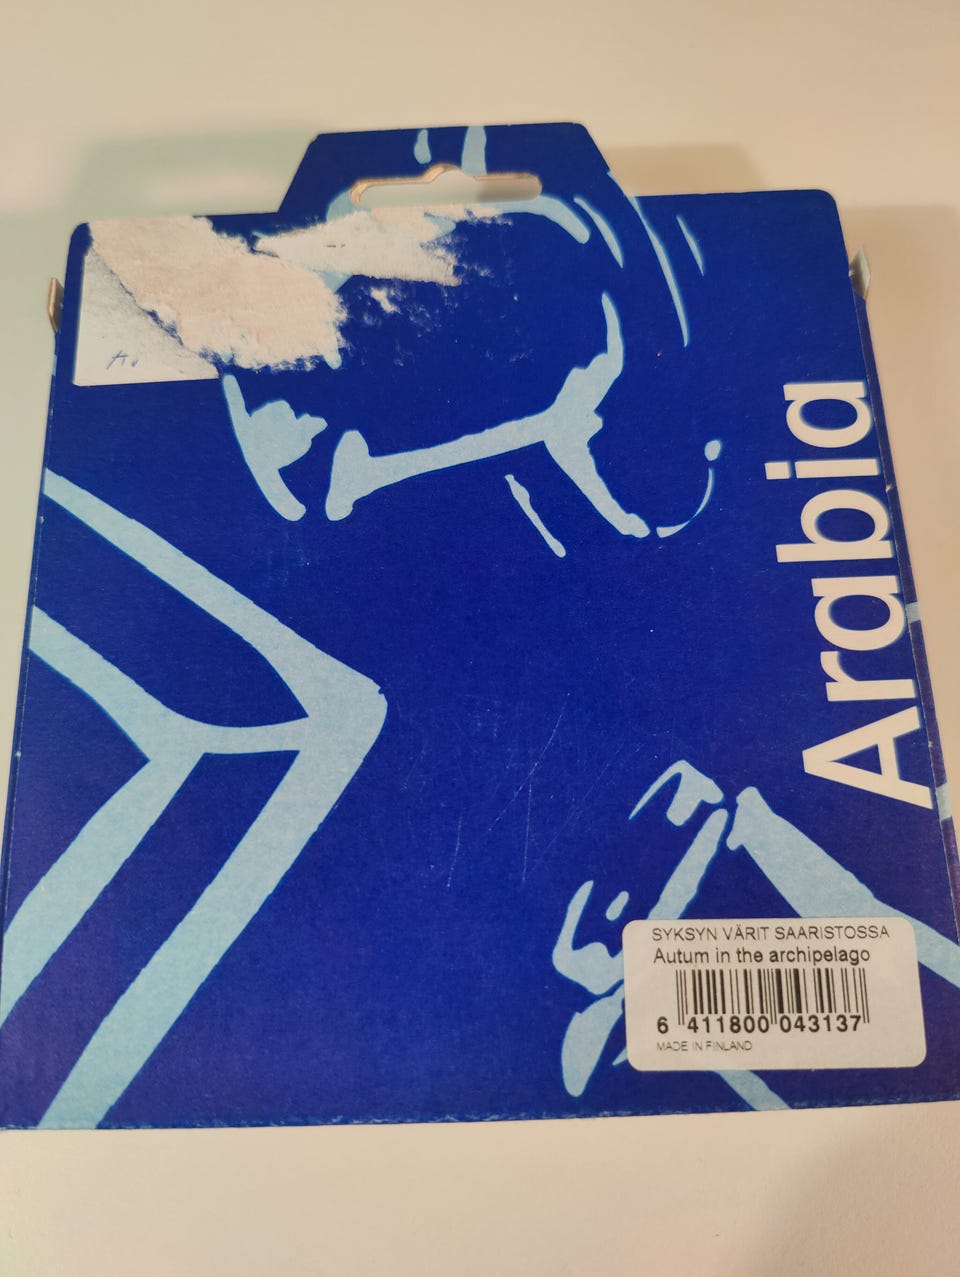 Arabia
SYKSYN VÄRIT SAARISTOSSA
Autum in the archipelago
6 411800 043137
MADE IN FINLAND